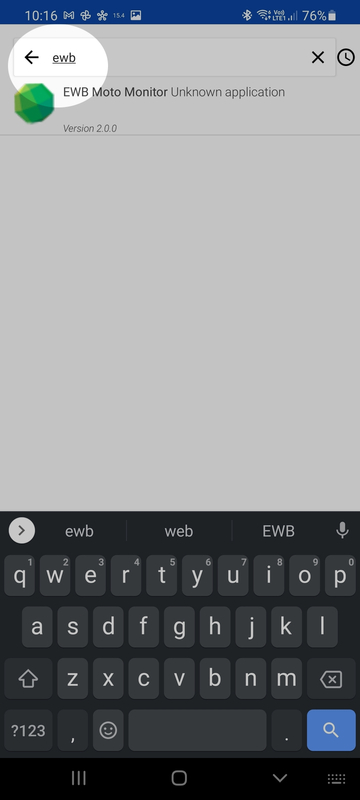 10:16 15.4 Vo8 LTE1 76%
ewb
EWB Moto Monitor Unknown application
Version 2.0.0
ewb web EWB
1 2 3 4 5 6 7 8 9 0
q w e r t y u i o p
a s d f g h j k l
z x c v b n m
?123 , .